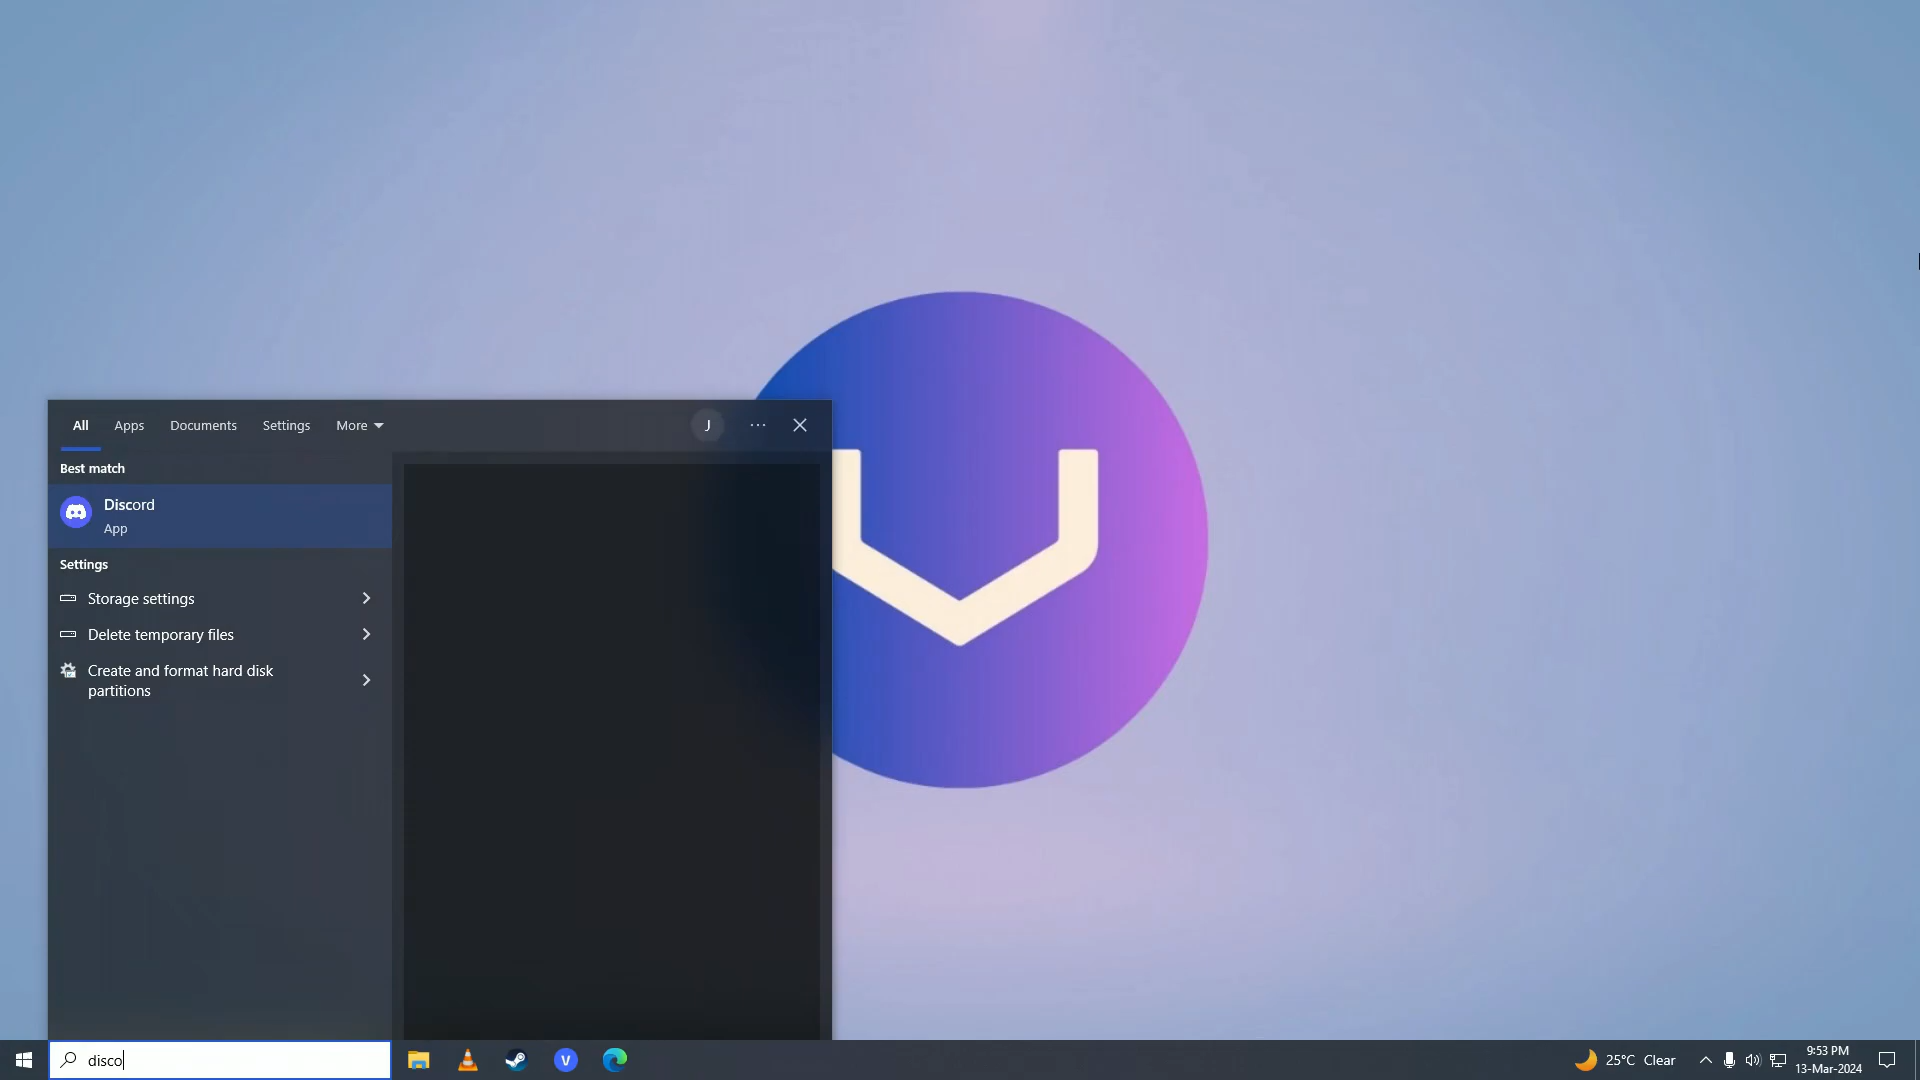 All Apps Documents Settings More J
Best match
Discord
App
Settings
Storage settings
Delete temporary files
Create and format hard disk
partitions
disco
V
25°C Clear
9:53 PM
13-Mar-2024